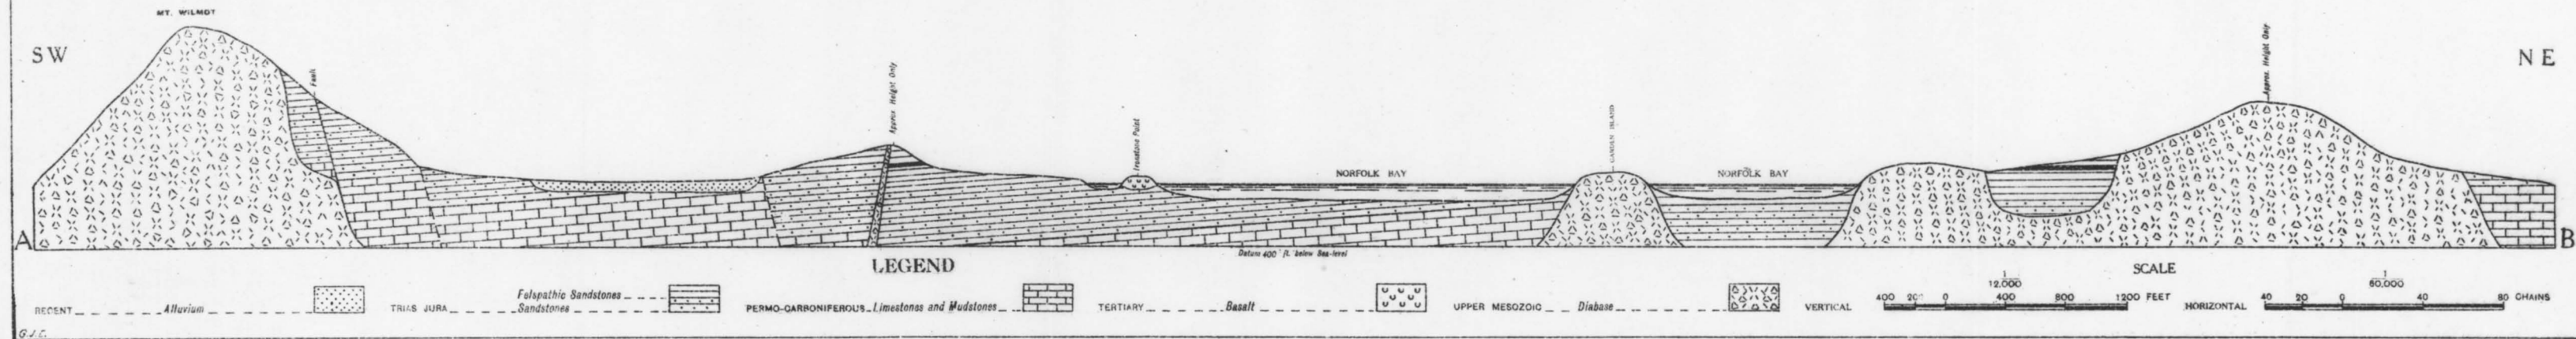 MT. WILMOT
SW
NE
Fault
Approx Height Only
Ironstone Point
GARDEN ISLAND
Approx. Height Only
NORFOLK BAY
NORFOLK BAY
A
B
Datum 400 ft. below Sea-level
LEGEND
RECENT Alluvium
TRIAS JURA Felspathic Sandstones
Sandstones
PERMO-CARBONIFEROUS Limestones and Mudstones
TERTIARY Basalt
UPPER MESOZOIC Diabase
SCALE
VERTICAL 1/12,000
400 200 0 400 800 1200 FEET
HORIZONTAL 1/60,000
40 20 0 40 80 CHAINS
G.J.C.